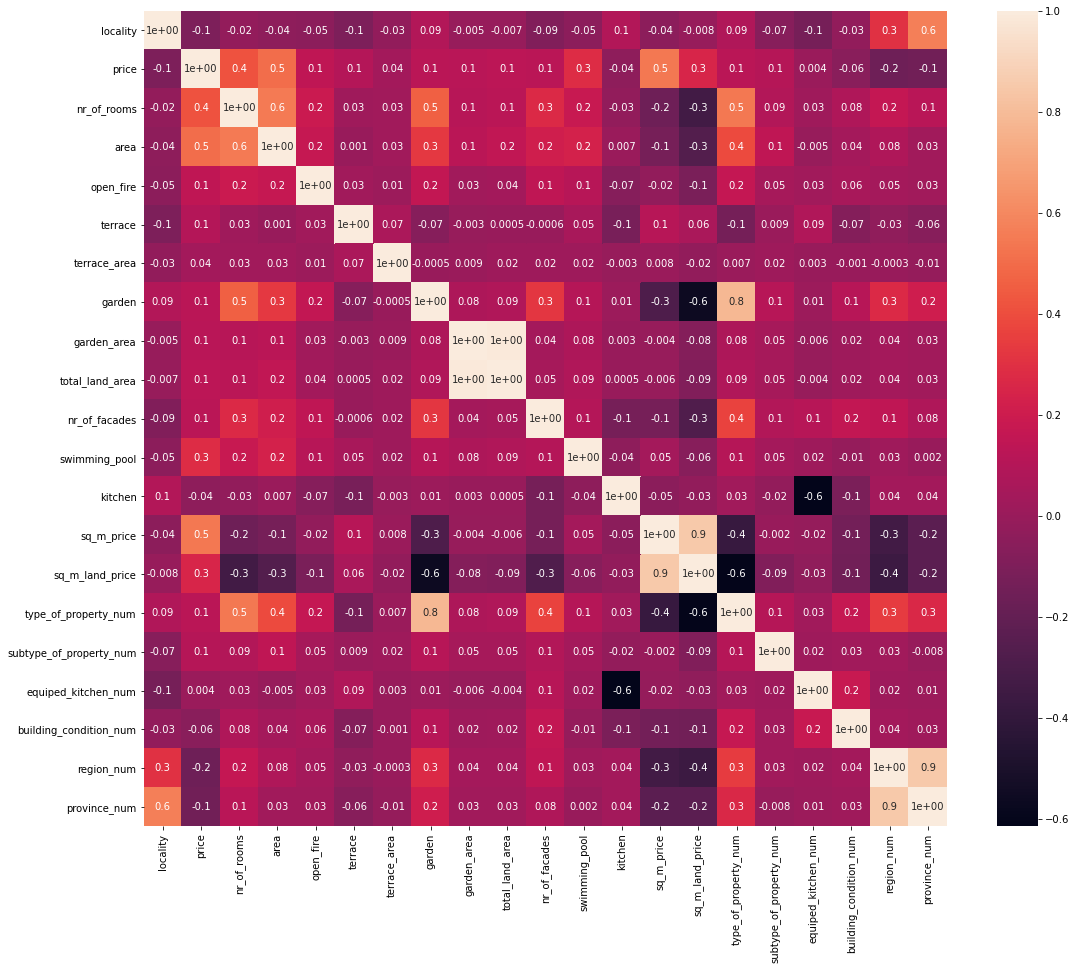 locality 1e+00 -0.1 -0.02 -0.04 -0.05 -0.1 -0.03 0.09 -0.005 -0.007 -0.09 -0.05 0.1 -0.04 -0.008 0.09 -0.07 -0.1 -0.03 0.3 0.6
price -0.1 1e+00 0.4 0.5 0.1 0.1 0.04 0.1 0.1 0.1 0.1 0.3 -0.04 0.5 0.3 0.1 0.1 0.004 -0.06 -0.2 -0.1
nr_of_rooms -0.02 0.4 1e+00 0.6 0.2 0.03 0.03 0.5 0.1 0.1 0.3 0.2 -0.03 -0.2 -0.3 0.5 0.09 0.03 0.08 0.2 0.1
area -0.04 0.5 0.6 1e+00 0.2 0.001 0.03 0.3 0.1 0.2 0.2 0.2 0.007 -0.1 -0.3 0.4 0.1 -0.005 0.04 0.08 0.03
open_fire -0.05 0.1 0.2 0.2 1e+00 0.03 0.01 0.2 0.03 0.04 0.1 0.1 -0.07 -0.02 -0.1 0.2 0.05 0.03 0.06 0.05 0.03
terrace -0.1 0.1 0.03 0.001 0.03 1e+00 0.07 -0.07 -0.003 0.0005 -0.0006 0.05 -0.1 0.1 0.06 -0.1 0.009 0.09 -0.07 -0.03 -0.06
terrace_area -0.03 0.04 0.03 0.03 0.01 0.07 1e+00 -0.0005 0.009 0.02 0.02 0.02 -0.003 0.008 -0.02 0.007 0.02 0.003 -0.001 -0.0003 -0.01
garden 0.09 0.1 0.5 0.3 0.2 -0.07 -0.0005 1e+00 0.08 0.09 0.3 0.1 0.01 -0.3 -0.6 0.8 0.1 0.01 0.1 0.3 0.2
garden_area -0.005 0.1 0.1 0.1 0.03 -0.003 0.009 0.08 1e+00 1e+00 0.04 0.08 0.003 -0.004 -0.08 0.08 0.05 -0.006 0.02 0.04 0.03
total_land_area -0.007 0.1 0.1 0.2 0.04 0.0005 0.02 0.09 1e+00 1e+00 0.05 0.09 0.0005 -0.006 -0.09 0.09 0.05 -0.004 0.02 0.04 0.03
nr_of_facades -0.09 0.1 0.3 0.2 0.1 -0.0006 0.02 0.3 0.04 0.05 1e+00 0.1 -0.1 -0.1 -0.3 0.4 0.1 0.1 0.2 0.1 0.08
swimming_pool -0.05 0.3 0.2 0.2 0.1 0.05 0.02 0.1 0.08 0.09 0.1 1e+00 -0.04 0.05 -0.06 0.1 0.05 0.02 -0.01 0.03 0.002
kitchen 0.1 -0.04 -0.03 0.007 -0.07 -0.1 -0.003 0.01 0.003 0.0005 -0.1 -0.04 1e+00 -0.05 -0.03 0.03 -0.02 -0.6 -0.1 0.04 0.04
sq_m_price -0.04 0.5 -0.2 -0.1 -0.02 0.1 0.008 -0.3 -0.004 -0.006 -0.1 0.05 -0.05 1e+00 0.9 -0.4 -0.002 -0.02 -0.1 -0.3 -0.2
sq_m_land_price -0.008 0.3 -0.3 -0.3 -0.1 0.06 -0.02 -0.6 -0.08 -0.09 -0.3 -0.06 -0.03 0.9 1e+00 -0.6 -0.09 -0.03 -0.1 -0.4 -0.2
type_of_property_num 0.09 0.1 0.5 0.4 0.2 -0.1 0.007 0.8 0.08 0.09 0.4 0.1 0.03 -0.4 -0.6 1e+00 0.1 0.03 0.2 0.3 0.3
subtype_of_property_num -0.07 0.1 0.09 0.1 0.05 0.009 0.02 0.1 0.05 0.05 0.1 0.05 -0.02 -0.002 -0.09 0.1 1e+00 0.02 0.03 0.03 -0.008
equiped_kitchen_num -0.1 0.004 0.03 -0.005 0.03 0.09 0.003 0.01 -0.006 -0.004 0.1 0.02 -0.6 -0.02 -0.03 0.03 0.02 1e+00 0.2 0.02 0.01
building_condition_num -0.03 -0.06 0.08 0.04 0.06 -0.07 -0.001 0.1 0.02 0.02 0.2 -0.01 -0.1 -0.1 -0.1 0.2 0.03 0.2 1e+00 0.04 0.03
region_num 0.3 -0.2 0.2 0.08 0.05 -0.03 -0.0003 0.3 0.04 0.04 0.1 0.03 0.04 -0.3 -0.4 0.3 0.03 0.02 0.04 1e+00 0.9
province_num 0.6 -0.1 0.1 0.03 0.03 -0.06 -0.01 0.2 0.03 0.03 0.08 0.002 0.04 -0.2 -0.2 0.3 -0.008 0.01 0.03 0.9 1e+00
locality
price
nr_of_rooms
area
open_fire
terrace
terrace_area
garden
garden_area
total_land_area
nr_of_facades
swimming_pool
kitchen
sq_m_price
sq_m_land_price
type_of_property_num
subtype_of_property_num
equiped_kitchen_num
building_condition_num
region_num
province_num
1.0
0.8
0.6
0.4
0.2
0.0
−0.2
−0.4
−0.6